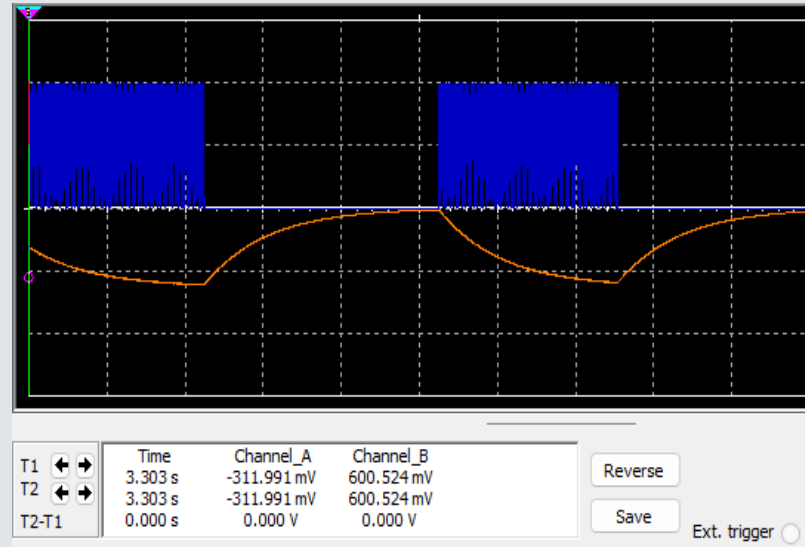 Time Channel_A Channel_B
T1 3.303 s -311.991 mV 600.524 mV Reverse
T2 3.303 s -311.991 mV 600.524 mV
T2-T1 0.000 s 0.000 V 0.000 V Save
Ext. trigger